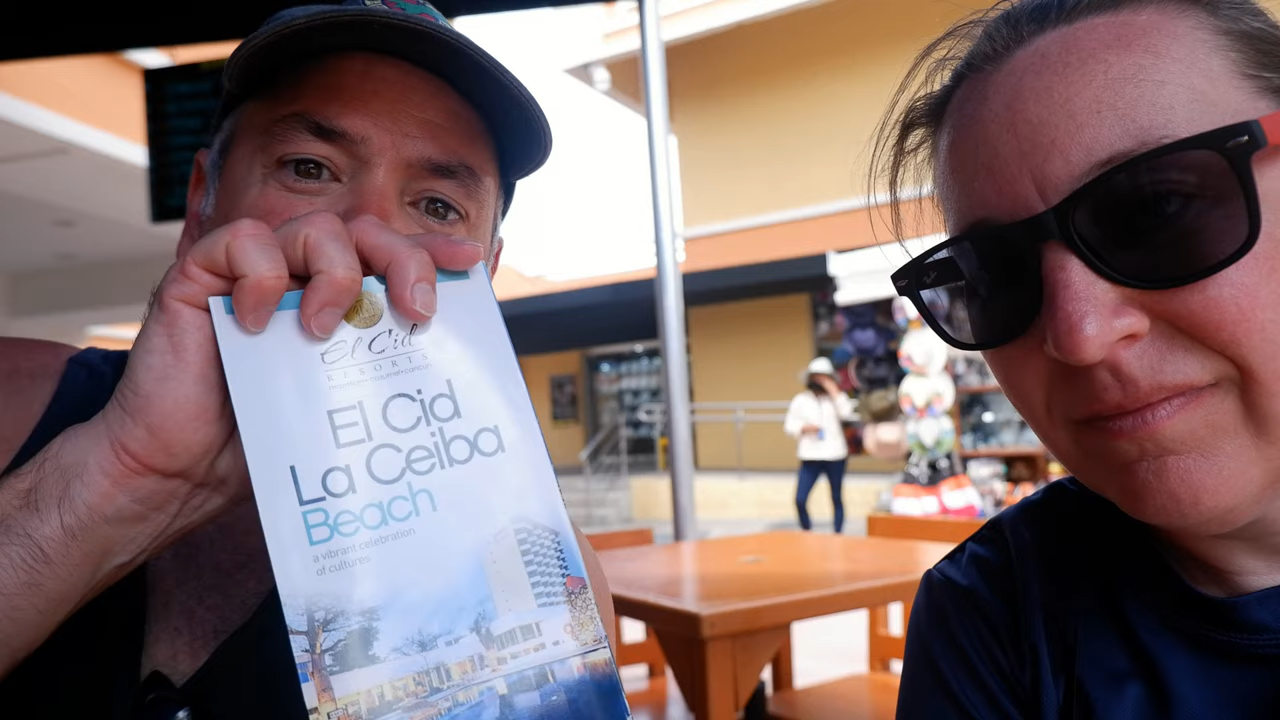 El Cid
RESORTS
El Cid
La Ceiba
Beach
a vibrant celebration
of cultures